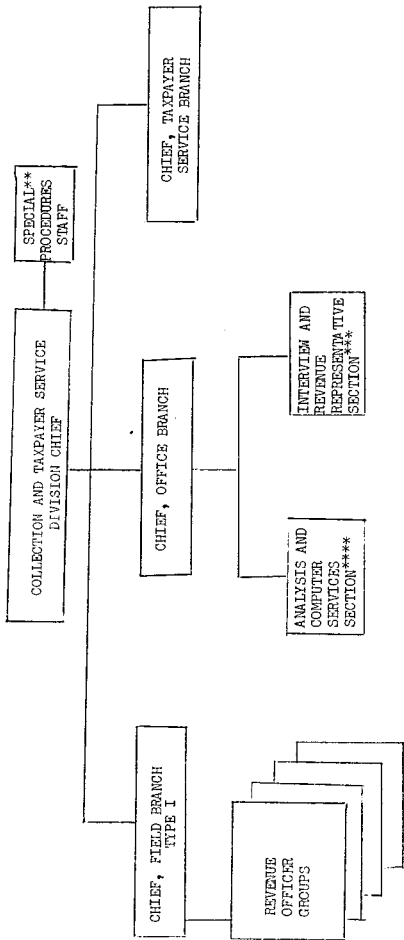 COLLECTION AND TAXPAYER SERVICE
DIVISION CHIEF
SPECIAL**
PROCEDURES
STAFF
CHIEF, FIELD BRANCH
TYPE I
CHIEF, OFFICE BRANCH
CHIEF, TAXPAYER
SERVICE BRANCH
REVENUE
OFFICER
GROUPS
ANALYSIS AND
COMPUTER
SERVICES
SECTION****
INTERVIEW AND
REVENUE
REPRESENTATIVE
SECTION***